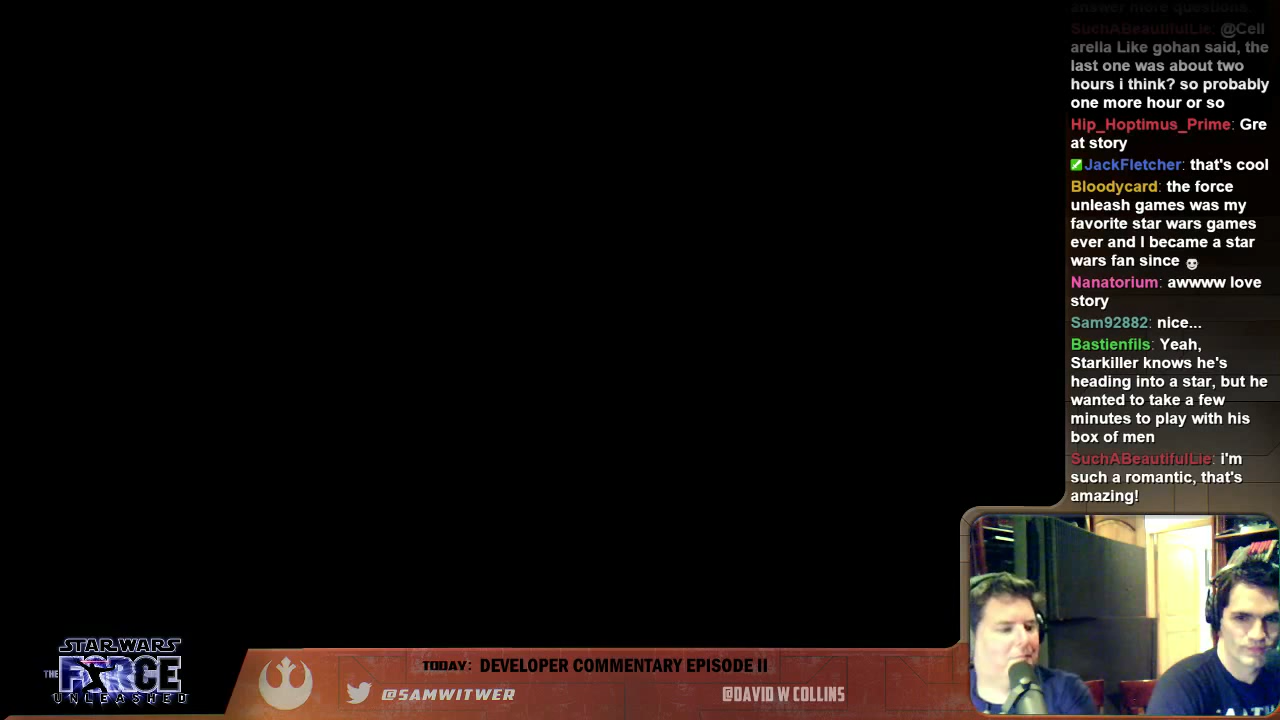 answer more questions..
SuchABeautifulLie: @Cell
arella Like gohan said, the
last one was about two
hours i think? so probably
one more hour or so
Hip_Hoptimus_Prime: Gre
at story
JackFletcher: that's cool
Bloodycard: the force
unleash games was my
favorite star wars games
ever and I became a star
wars fan since
Nanatorium: awwww love
story
Sam92882: nice...
Bastienfils: Yeah,
Starkiller knows he's
heading into a star, but he
wanted to take a few
minutes to play with his
box of men
SuchABeautifulLie: i'm
such a romantic, that's
amazing!
STAR WARS
THE FORCE
UNLEASHED
TODAY: DEVELOPER COMMENTARY EPISODE II
@SAMWITWER
@DAVID W COLLINS